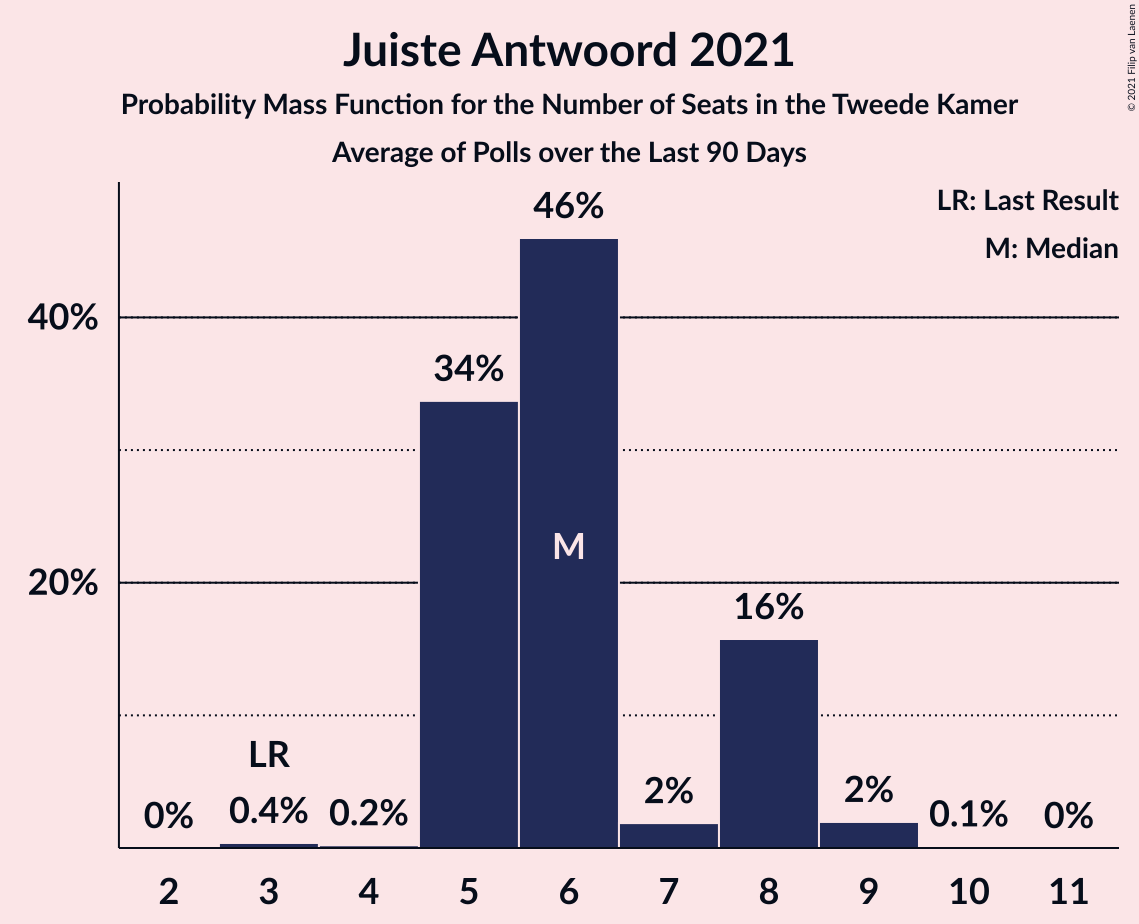 Juiste Antwoord 2021
Probability Mass Function for the Number of Seats in the Tweede Kamer
Average of Polls over the Last 90 Days
© 2021 Filip van Laenen
LR: Last Result
M: Median
40%
20%
0%
LR
0.4%
0.2%
34%
46%
M
2%
16%
2%
0.1%
0%
2 3 4 5 6 7 8 9 10 11